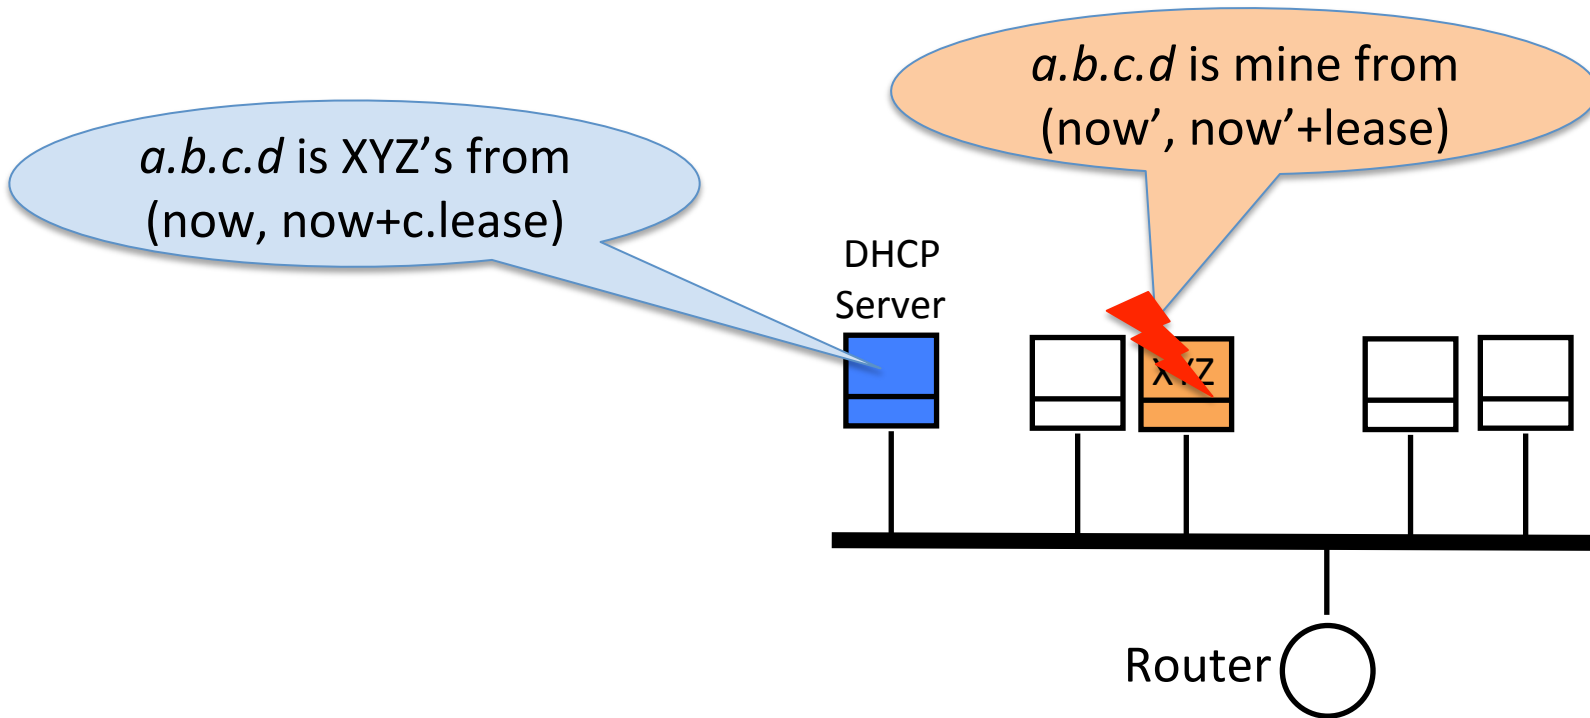 a.b.c.d is mine from
(now’, now’+lease)
a.b.c.d is XYZ’s from
(now, now+c.lease)
DHCP
Server
XYZ
Router